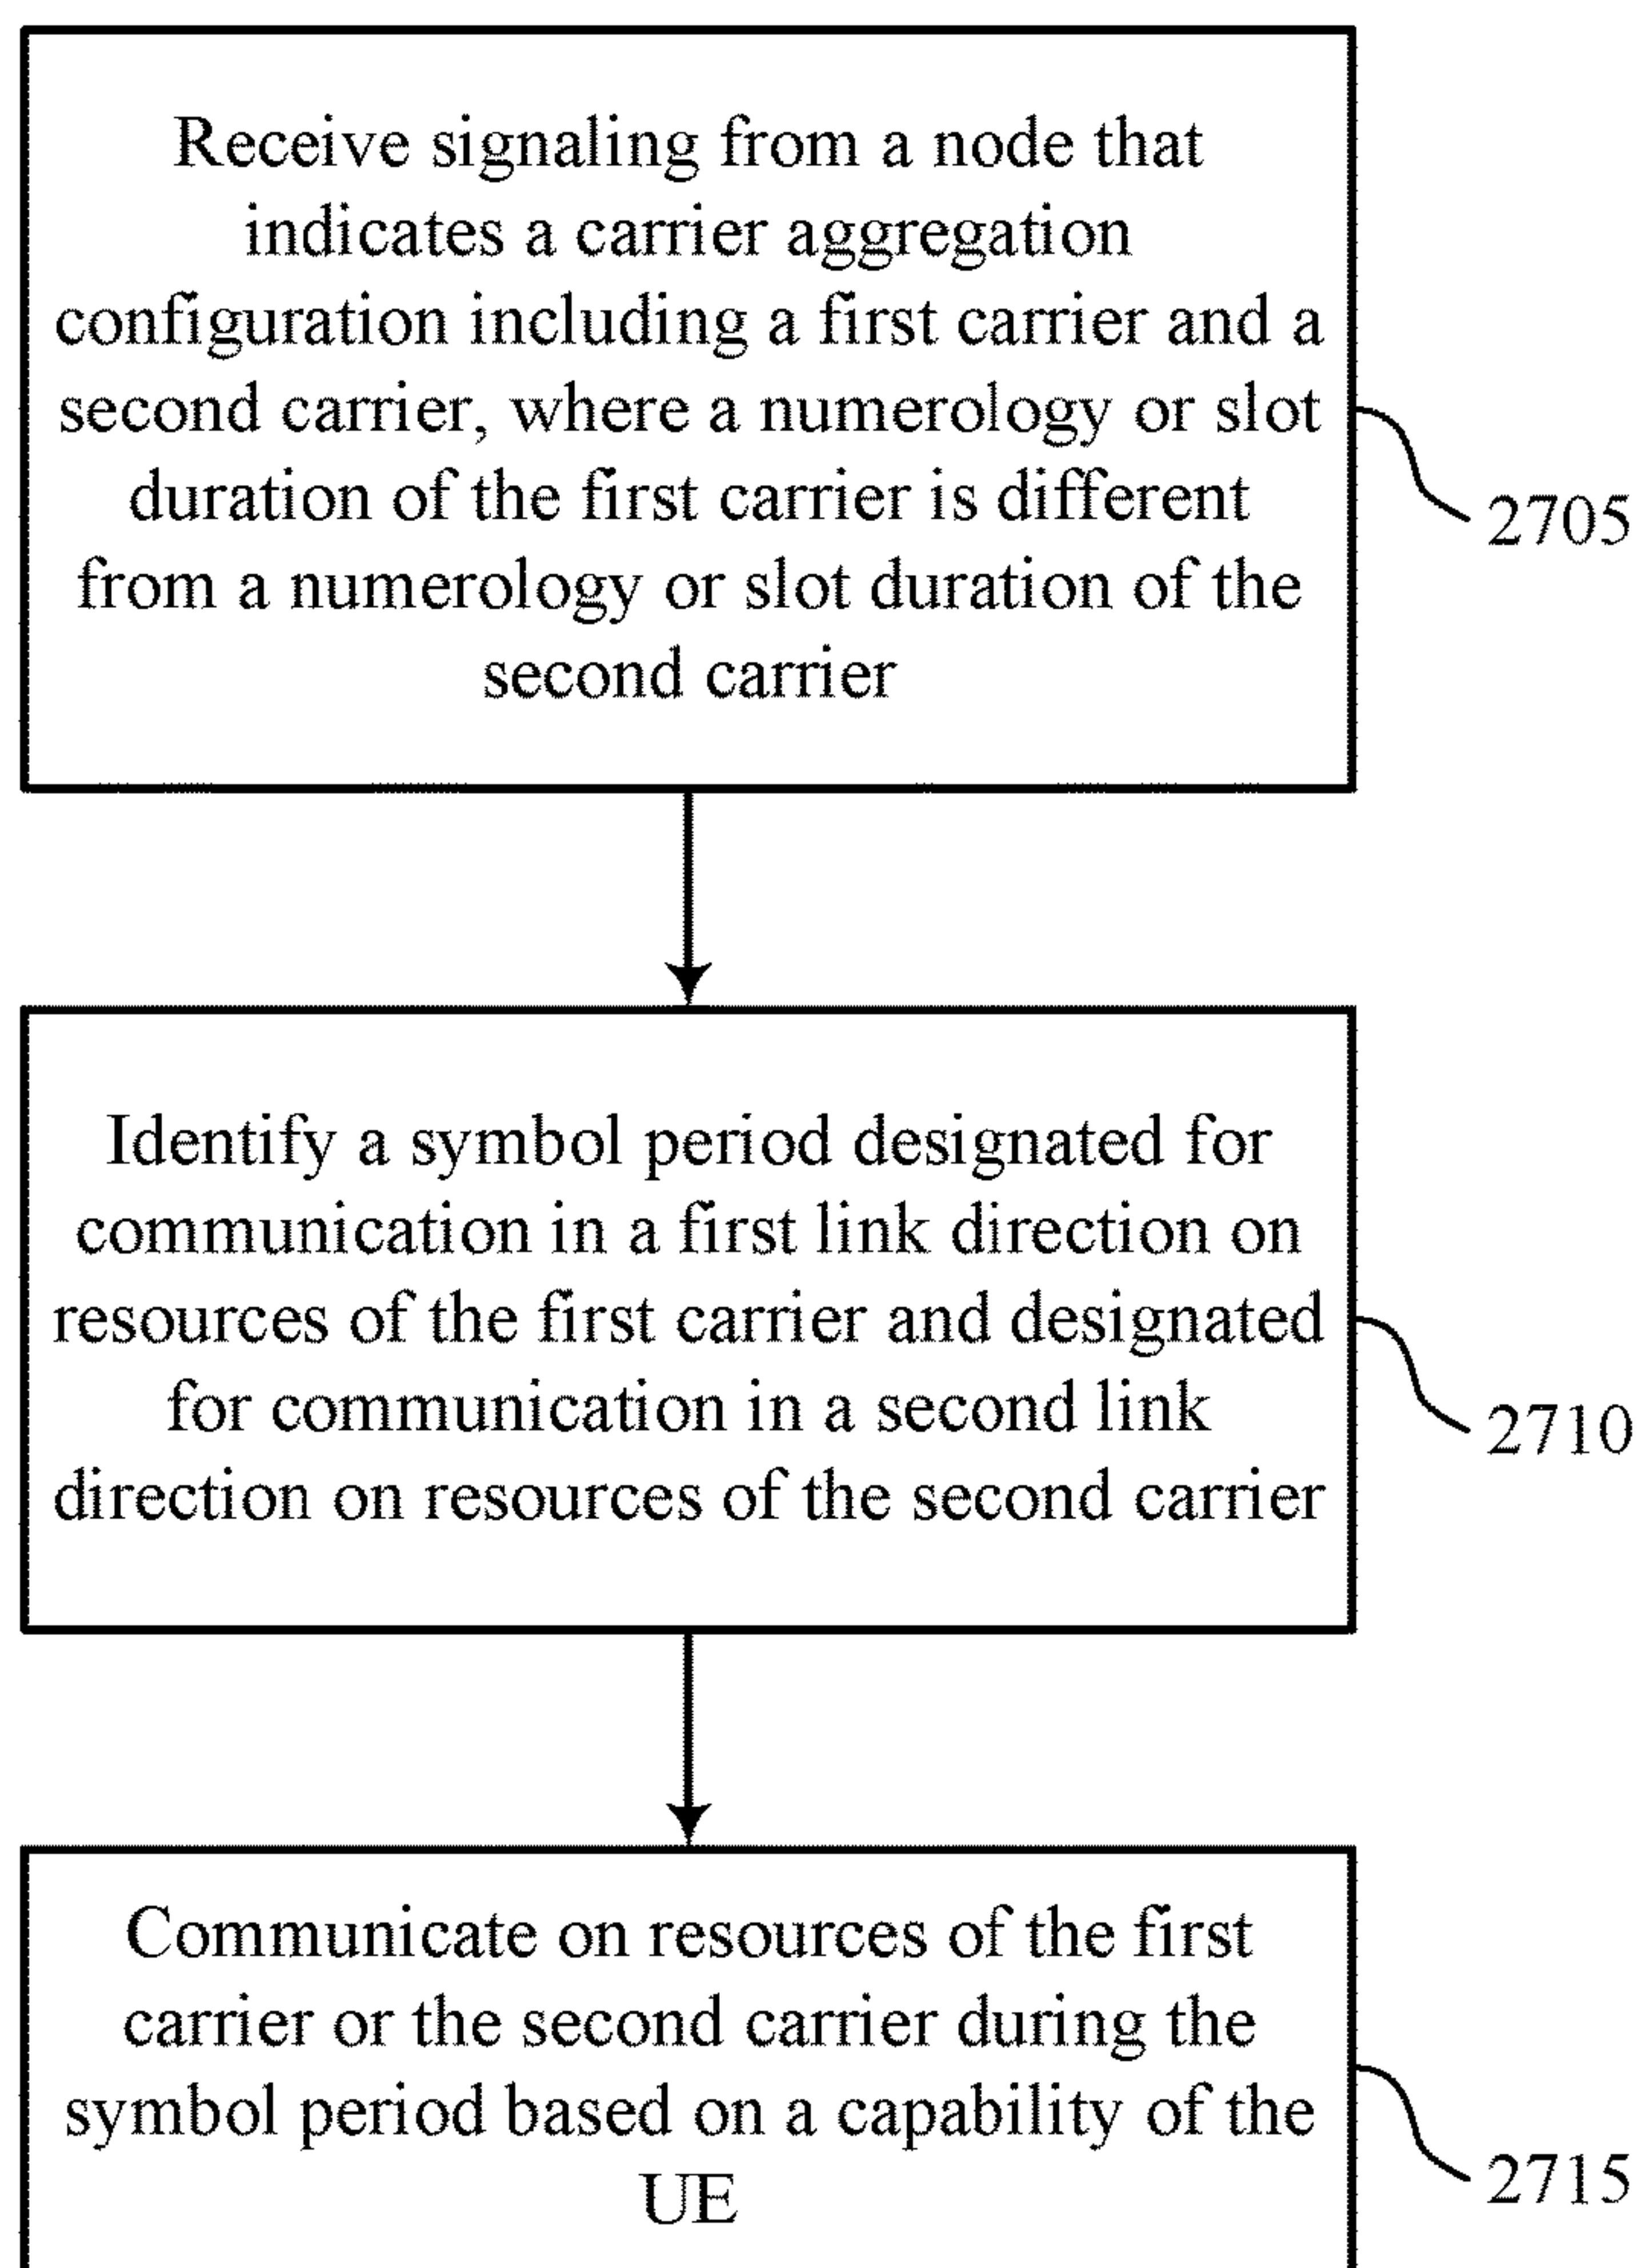 Receive signaling from a node that
indicates a carrier aggregation
configuration including a first carrier and a
second carrier, where a numerology or slot
duration of the first carrier is different
from a numerology or slot duration of the
second carrier
2705
Identify a symbol period designated for
communication in a first link direction on
resources of the first carrier and designated
for communication in a second link
direction on resources of the second carrier
2710
Communicate on resources of the first
carrier or the second carrier during the
symbol period based on a capability of the
UE
2715